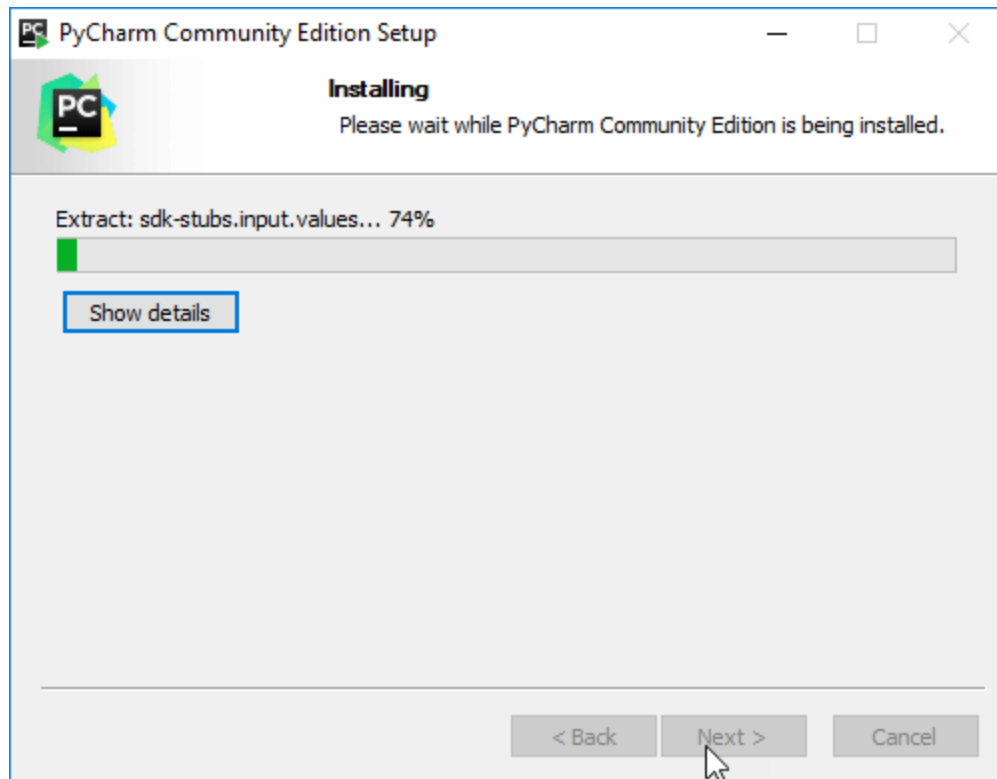 PC PyCharm Community Edition Setup
PC
Installing
Please wait while PyCharm Community Edition is being installed.
Extract: sdk-stubs.input.values... 74%
Show details
< Back
Next >
Cancel